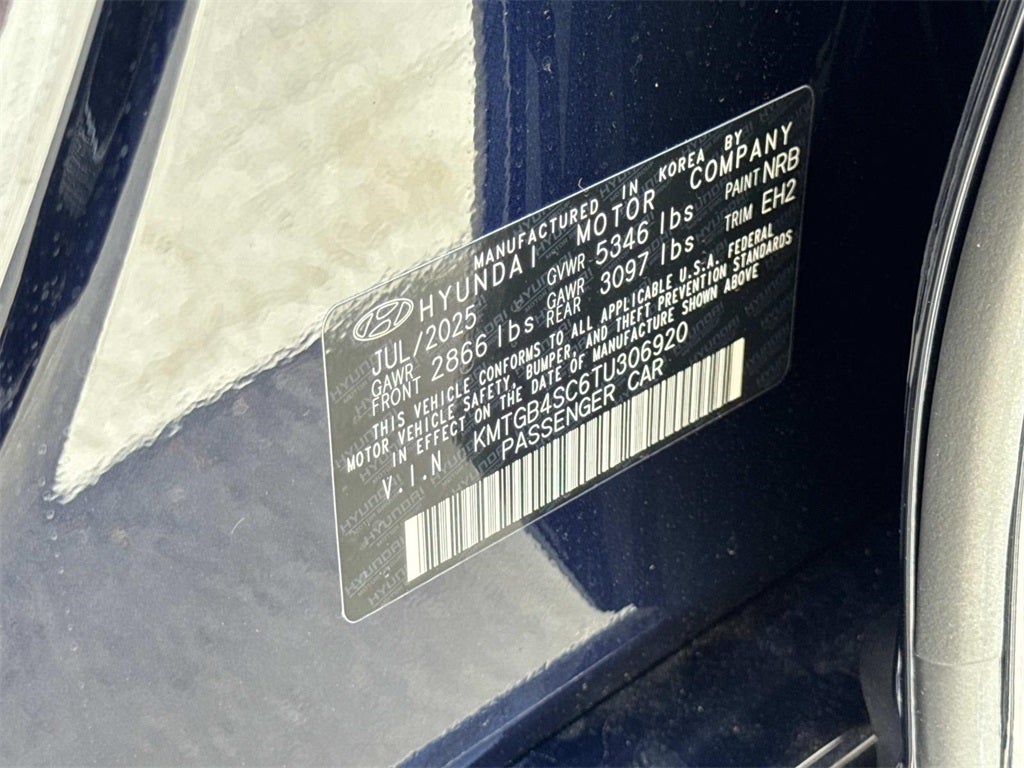 MANUFACTURED IN KOREA BY
HYUNDAI MOTOR COMPANY
JUL/2025 GVWR 5346 lbs PAINT NRB
GAWR FRONT 2866 lbs GAWR REAR 3097 lbs TRIM EH2
THIS VEHICLE CONFORMS TO ALL APPLICABLE U.S.A. FEDERAL
MOTOR VEHICLE SAFETY, BUMPER, AND THEFT PREVENTION STANDARDS
IN EFFECT ON THE DATE OF MANUFACTURE SHOWN ABOVE
V.I.N KMTGB4SC6TU306920
PASSENGER CAR